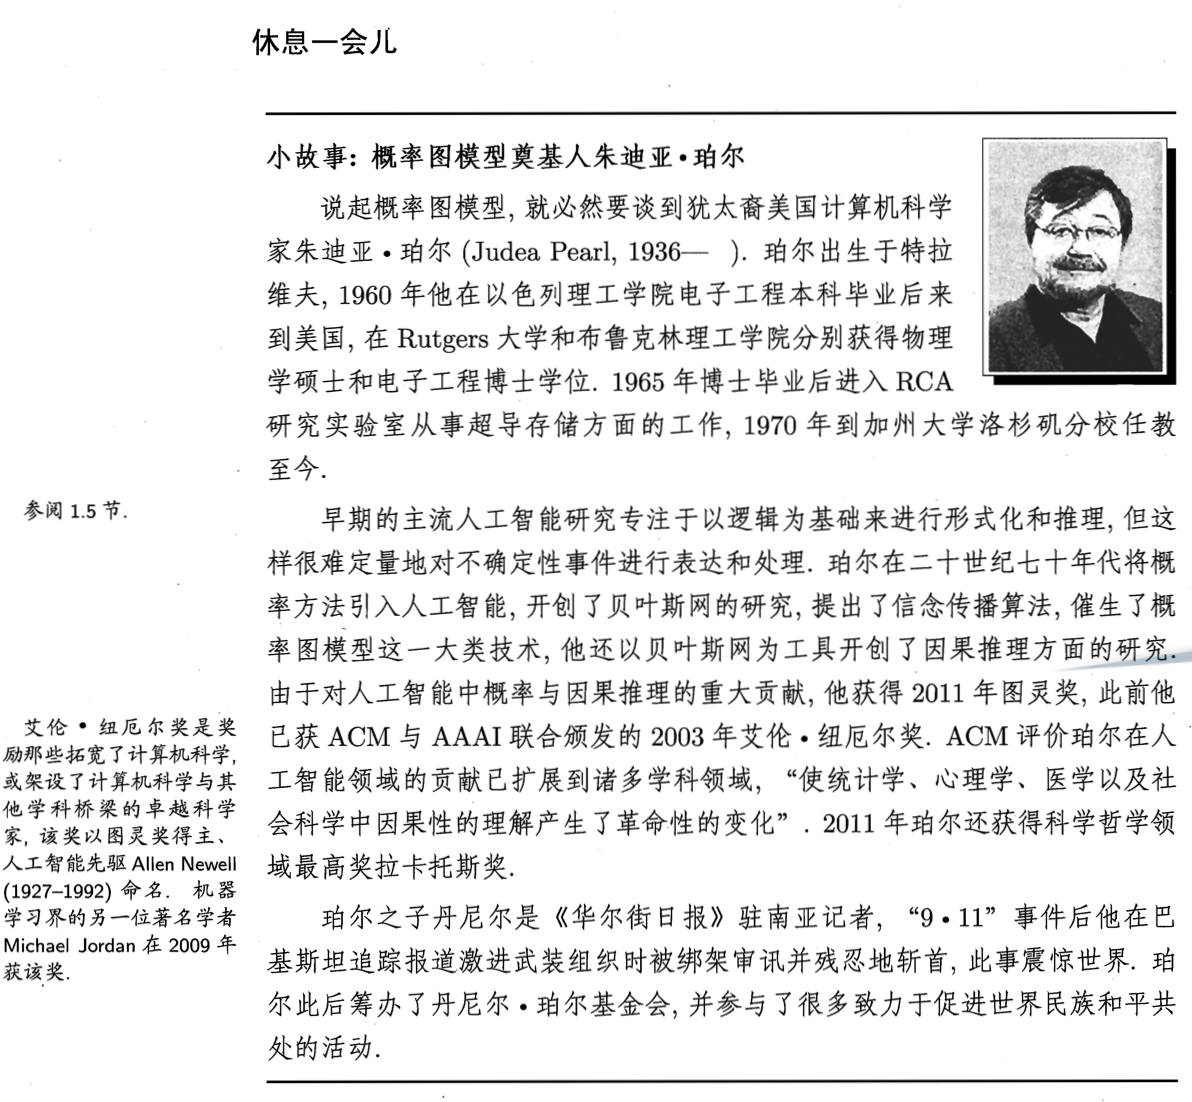 休息一会儿
小故事: 概率图模型奠基人朱迪亚•珀尔
说起概率图模型, 就必然要谈到犹太裔美国计算机科学
家朱迪亚•珀尔 (Judea Pearl, 1936— ). 珀尔出生于特拉
维夫, 1960 年他在以色列理工学院电子工程本科毕业后来
到美国, 在 Rutgers 大学和布鲁克林理工学院分别获得物理
学硕士和电子工程博士学位. 1965 年博士毕业后进入 RCA
研究实验室从事超导存储方面的工作, 1970 年到加州大学洛杉矶分校任教
至今.
参阅 1.5 节.
早期的主流人工智能研究专注于以逻辑为基础来进行形式化和推理, 但这
样很难定量地对不确定性事件进行表达和处理. 珀尔在二十世纪七十年代将概
率方法引入人工智能, 开创了贝叶斯网的研究, 提出了信念传播算法, 催生了概
率图模型这一大类技术, 他还以贝叶斯网为工具开创了因果推理方面的研究.
由于对人工智能中概率与因果推理的重大贡献, 他获得 2011 年图灵奖, 此前他
已获 ACM 与 AAAI 联合颁发的 2003 年艾伦•纽厄尔奖. ACM 评价珀尔在人
工智能领域的贡献已扩展到诸多学科领域, “使统计学、心理学、医学以及社
会科学中因果性的理解产生了革命性的变化”. 2011 年珀尔还获得科学哲学领
域最高奖拉卡托斯奖.
艾伦•纽厄尔奖是奖
励那些拓宽了计算机科学,
或架设了计算机科学与其
他学科桥梁的卓越科学
家, 该奖以图灵奖得主、
人工智能先驱 Allen Newell
(1927–1992) 命名. 机器
学习界的另一位著名学者
Michael Jordan 在 2009 年
获该奖.
珀尔之子丹尼尔是《华尔街日报》驻南亚记者, “9•11” 事件后他在巴
基斯坦追踪报道激进武装组织时被绑架审讯并残忍地斩首, 此事震惊世界. 珀
尔此后筹办了丹尼尔•珀尔基金会, 并参与了很多致力于促进世界民族和平共
处的活动.